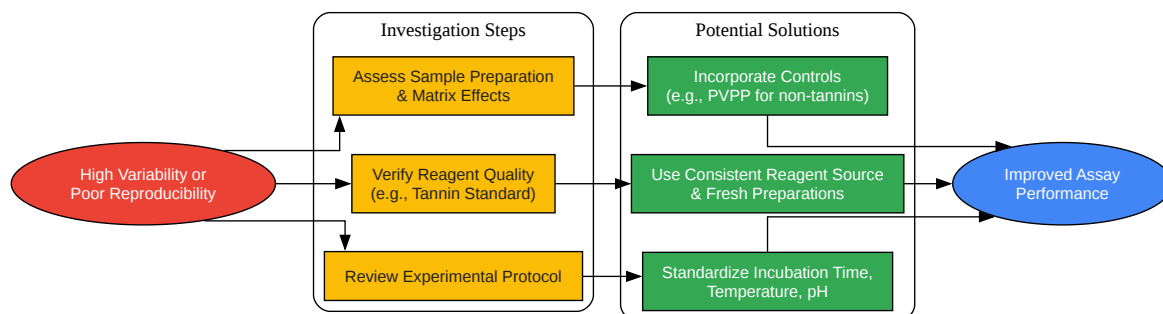 Investigation Steps
Potential Solutions
Assess Sample Preparation
& Matrix Effects
Incorporate Controls
(e.g., PVPP for non-tannins)
High Variability or
Poor Reproducibility
Verify Reagent Quality
(e.g., Tannin Standard)
Use Consistent Reagent Source
& Fresh Preparations
Improved Assay
Performance
Review Experimental Protocol
Standardize Incubation Time,
Temperature, pH